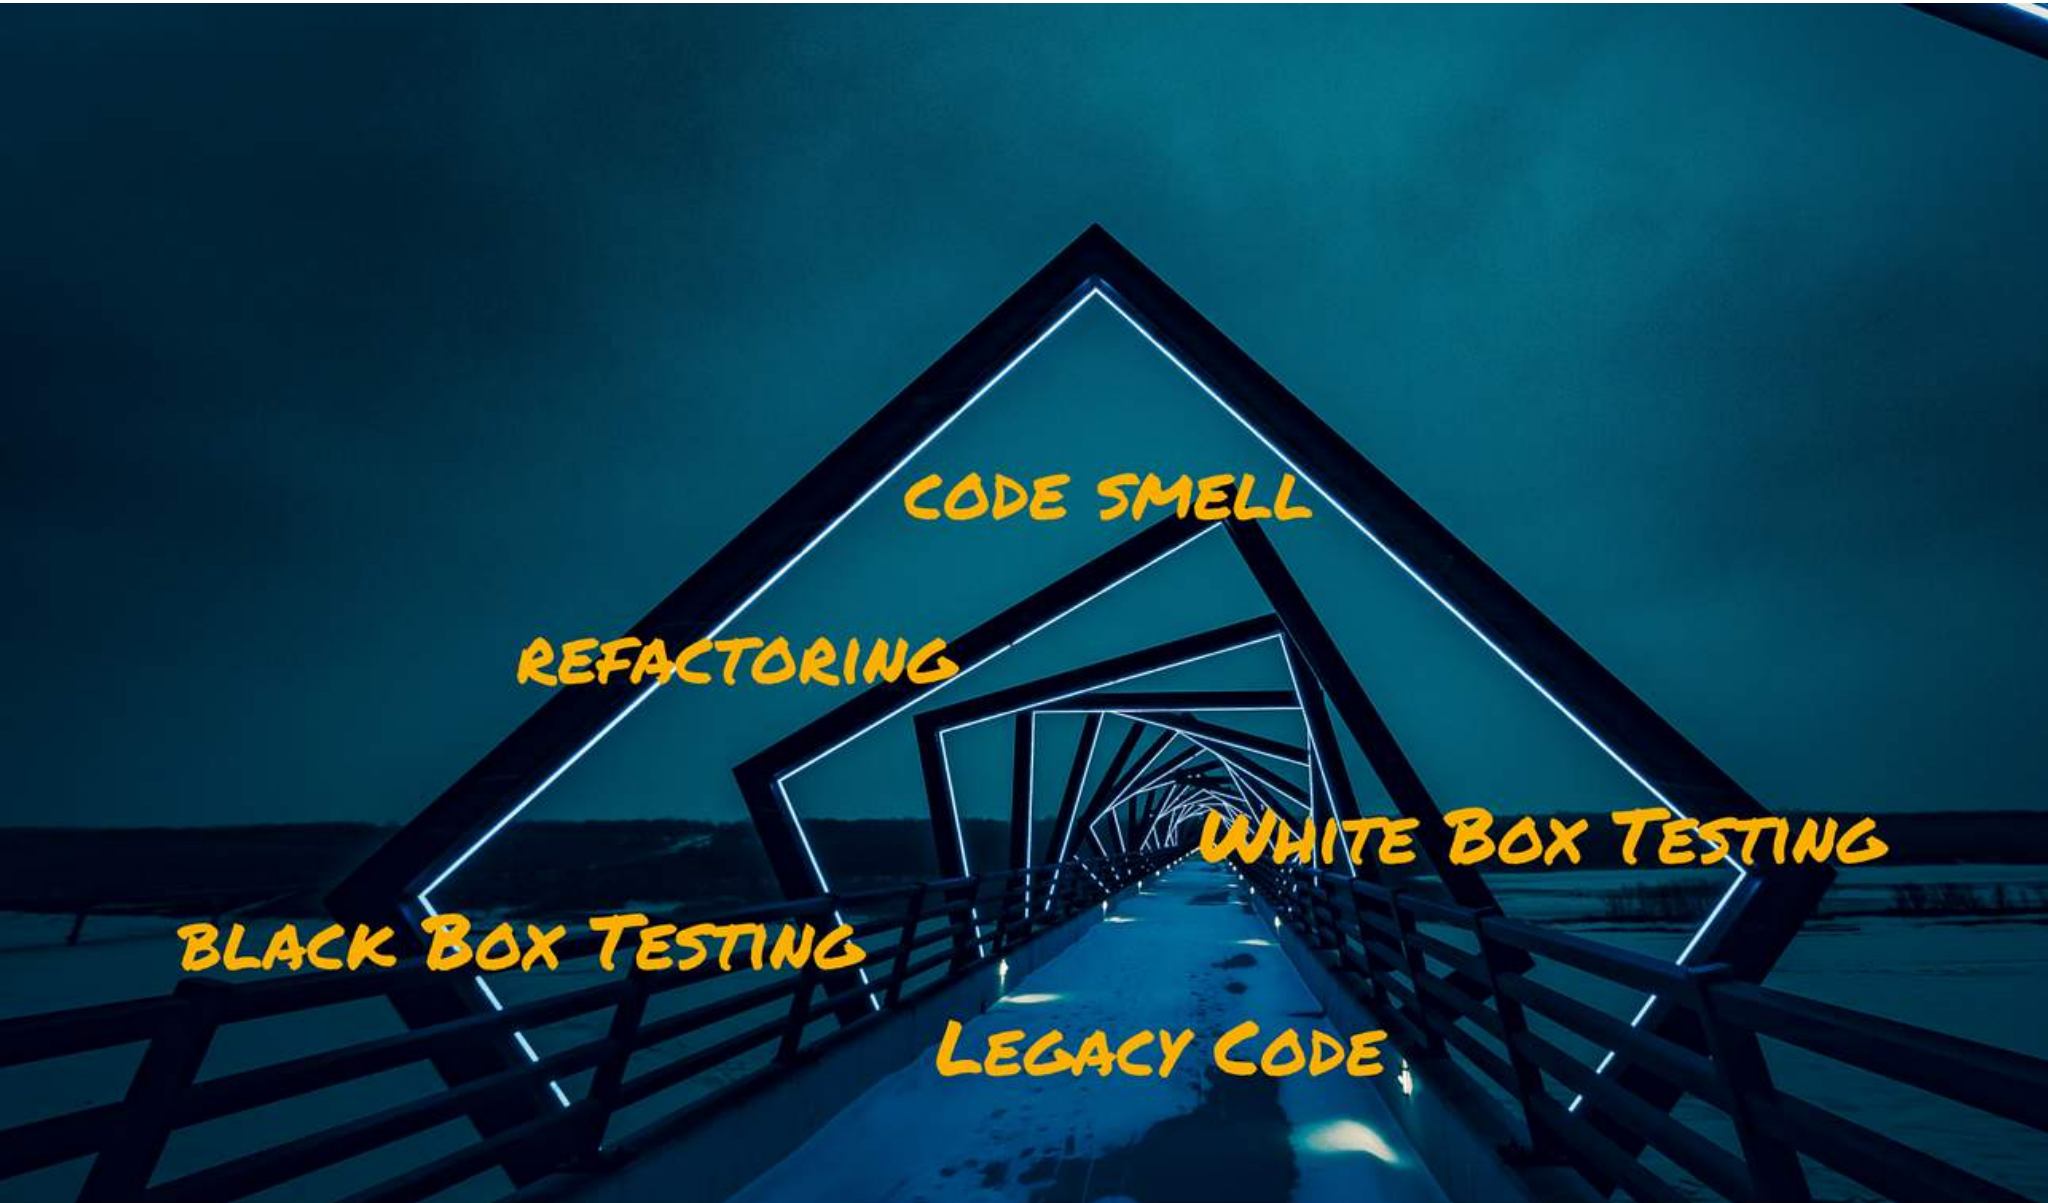 CODE SMELL
REFACTORING
WHITE BOX TESTING
BLACK BOX TESTING
LEGACY CODE